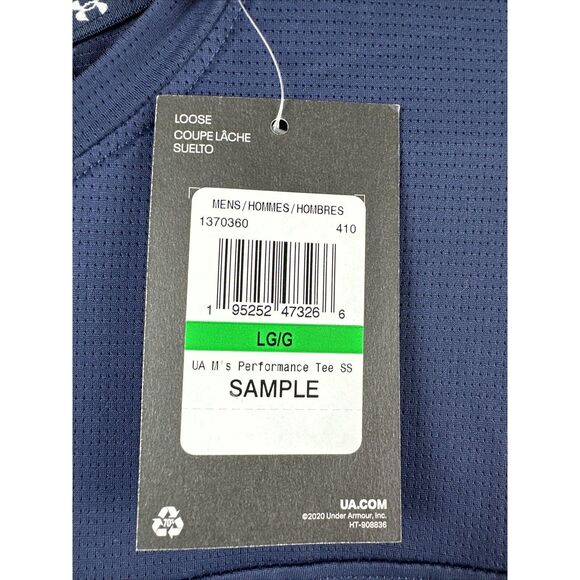 LOOSE
COUPE LÂCHE
SUELTO
MENS/HOMMES/HOMBRES
1370360 410
1 95252 47326 6
LG/G
UA M's Performance Tee SS
SAMPLE
70%
UA.COM
©2020 Under Armour, Inc.
HT-908836